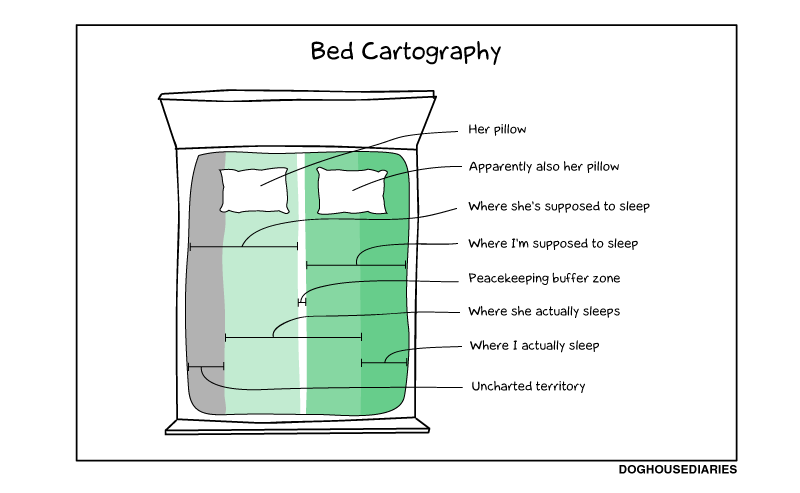 Bed Cartography
Her pillow
Apparently also her pillow
Where she's supposed to sleep
Where I'm supposed to sleep
Peacekeeping buffer zone
Where she actually sleeps
Where I actually sleep
Uncharted territory
DOGHOUSEDIARIES